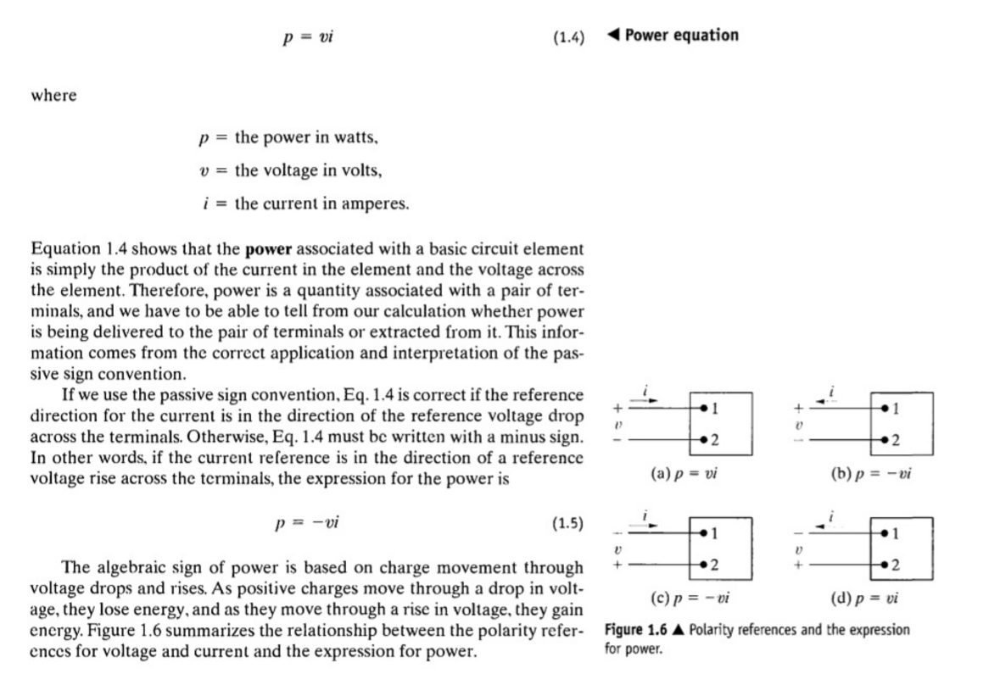 p = vi (1.4) ◀ Power equation
where
p = the power in watts,
v = the voltage in volts,
i = the current in amperes.
Equation 1.4 shows that the power associated with a basic circuit element
is simply the product of the current in the element and the voltage across
the element. Therefore, power is a quantity associated with a pair of ter-
minals, and we have to be able to tell from our calculation whether power
is being delivered to the pair of terminals or extracted from it. This infor-
mation comes from the correct application and interpretation of the pas-
sive sign convention.
If we use the passive sign convention, Eq. 1.4 is correct if the reference
direction for the current is in the direction of the reference voltage drop
across the terminals. Otherwise, Eq. 1.4 must be written with a minus sign.
In other words, if the current reference is in the direction of a reference
voltage rise across the terminals, the expression for the power is
p = −vi (1.5)
The algebraic sign of power is based on charge movement through
voltage drops and rises. As positive charges move through a drop in volt-
age, they lose energy, and as they move through a rise in voltage, they gain
energy. Figure 1.6 summarizes the relationship between the polarity refer-
ences for voltage and current and the expression for power.
i i
+ 1 + 1
v v
− 2 − 2
(a) p = vi (b) p = −vi
i i
− 1 − 1
v v
+ 2 + 2
(c) p = −vi (d) p = vi
Figure 1.6 ▲ Polarity references and the expression
for power.